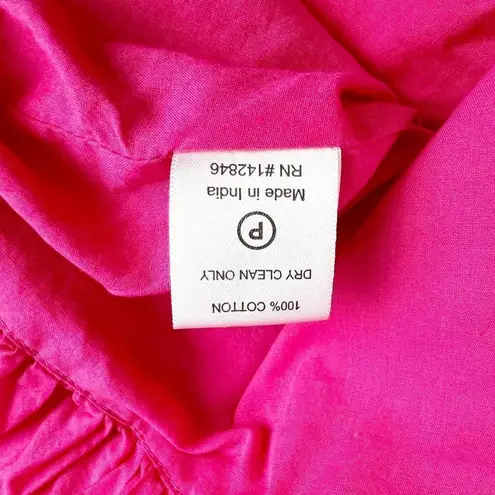 100% COTTON
DRY CLEAN ONLY
P
Made in India
RN #142846